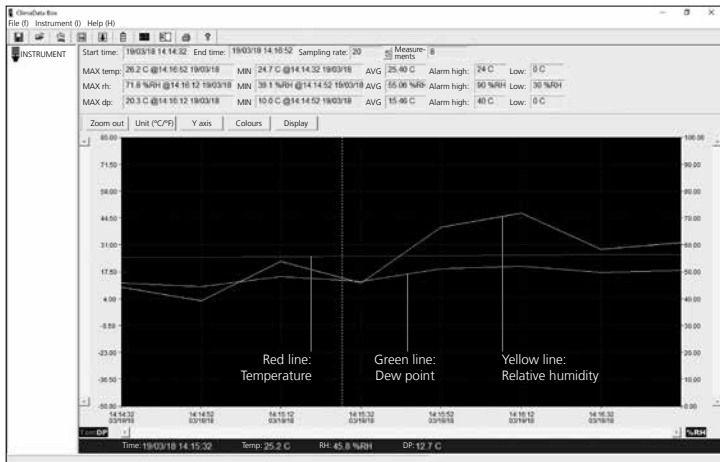 ClimaData Box
File (f) Instrument (I) Help (H)
INSTRUMENT
Start time: 19/03/18 14:14:32 End time: 19/03/18 14:16:52 Sampling rate: 20 S Measure-
ments 8
MAX temp: 26.2 C @14:16:52 19/03/18 MIN 24.7 C @14:14:32 19/03/18 AVG 25.40 C Alarm high: 24 C Low: 0 C
MAX rh: 71.8 %RH @14:16:12 19/03/18 MIN 39.1 %RH @14:14:52 19/03/18 AVG 55.06 %RH Alarm high: 90 %RH Low: 30 %RH
MAX dp: 20.3 C @14:16:12 19/03/18 MIN 10.0 C @14:14:52 19/03/18 AVG 15.46 C Alarm high: 40 C Low: 0 C
Zoom out Unit (°C/°F) Y axis Colours Display
85.00 100.00
71.50 90.00
58.00 80.00
44.50 70.00
31.00 60.00
17.50 50.00
4.00 40.00
-9.50 30.00
-23.00 20.00
-36.50 10.00
-50.00 0.00
Red line:
Temperature
Green line:
Dew point
Yellow line:
Relative humidity
14:14:32 14:14:52 14:15:12 14:15:32 14:15:52 14:16:12 14:16:32
03/19/18 03/19/18 03/19/18 03/19/18 03/19/18 03/19/18 03/19/18
DP %RH
Time: 19/03/18 14:15:32 Temp: 25.2 C RH: 45.8 %RH DP: 12.7 C